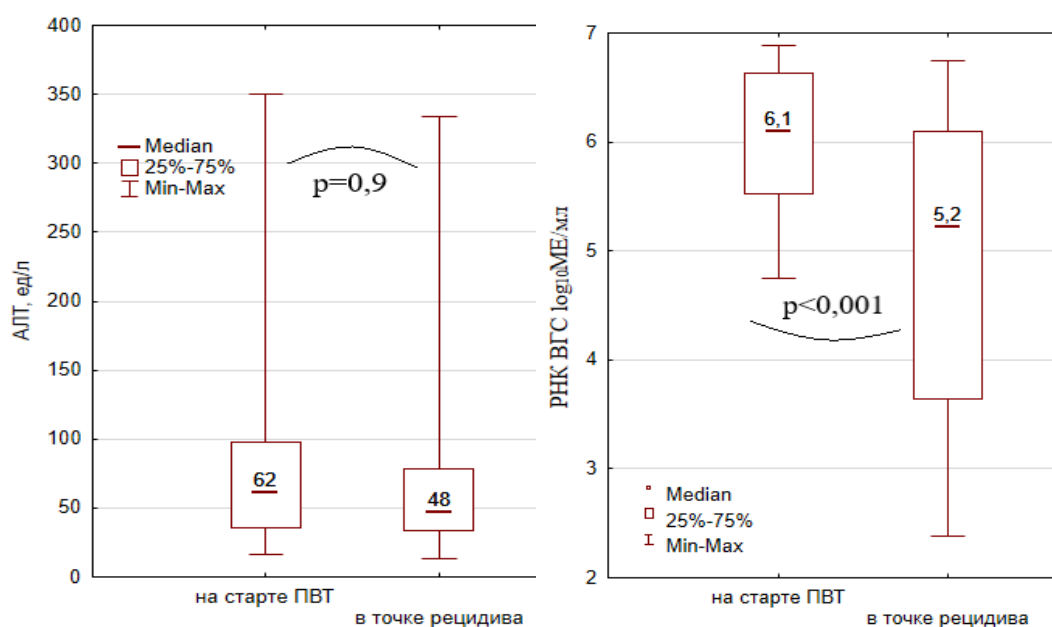 400
350
300
250
200
150
100
50
0
АЛТ, ед/л
Median
25%-75%
Min-Max
p=0,9
62
48
на старте ПВТ
в точке рецидива
7
6
5
4
3
2
РНК ВГС log10МЕ/мл
6,1
5,2
p<0,001
Median
25%-75%
Min-Max
на старте ПВТ
в точке рецидива